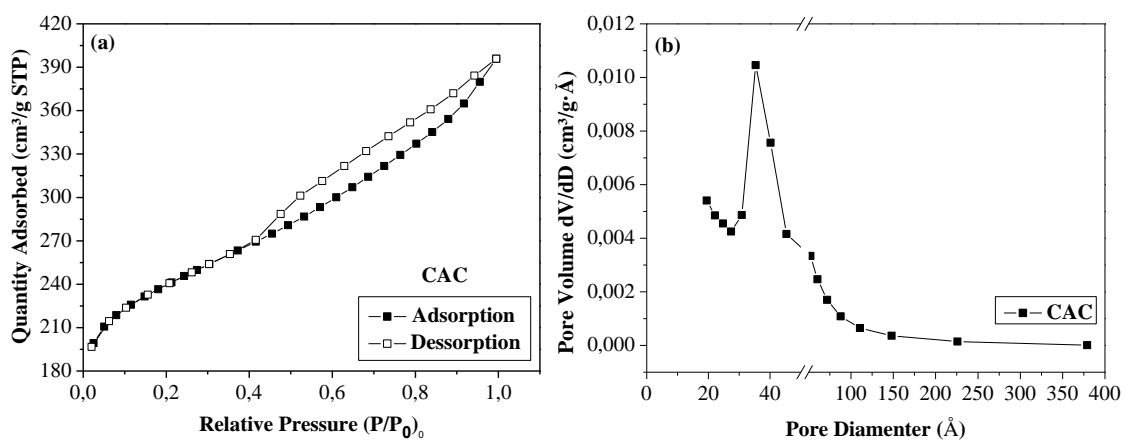 (a)
420
390
360
330
300
270
240
210
180
Quantity Adsorbed (cm³/g STP)
CAC
Adsorption
Dessorption
0,0 0,2 0,4 0,6 0,8 1,0
Relative Pressure (P/P₀)₀
(b)
0,012
0,010
0,008
0,006
0,004
0,002
0,000
Pore Volume dV/dD (cm³/g·Å)
CAC
0 20 40 100 150 200 250 300 350 400
Pore Diamenter (Å)